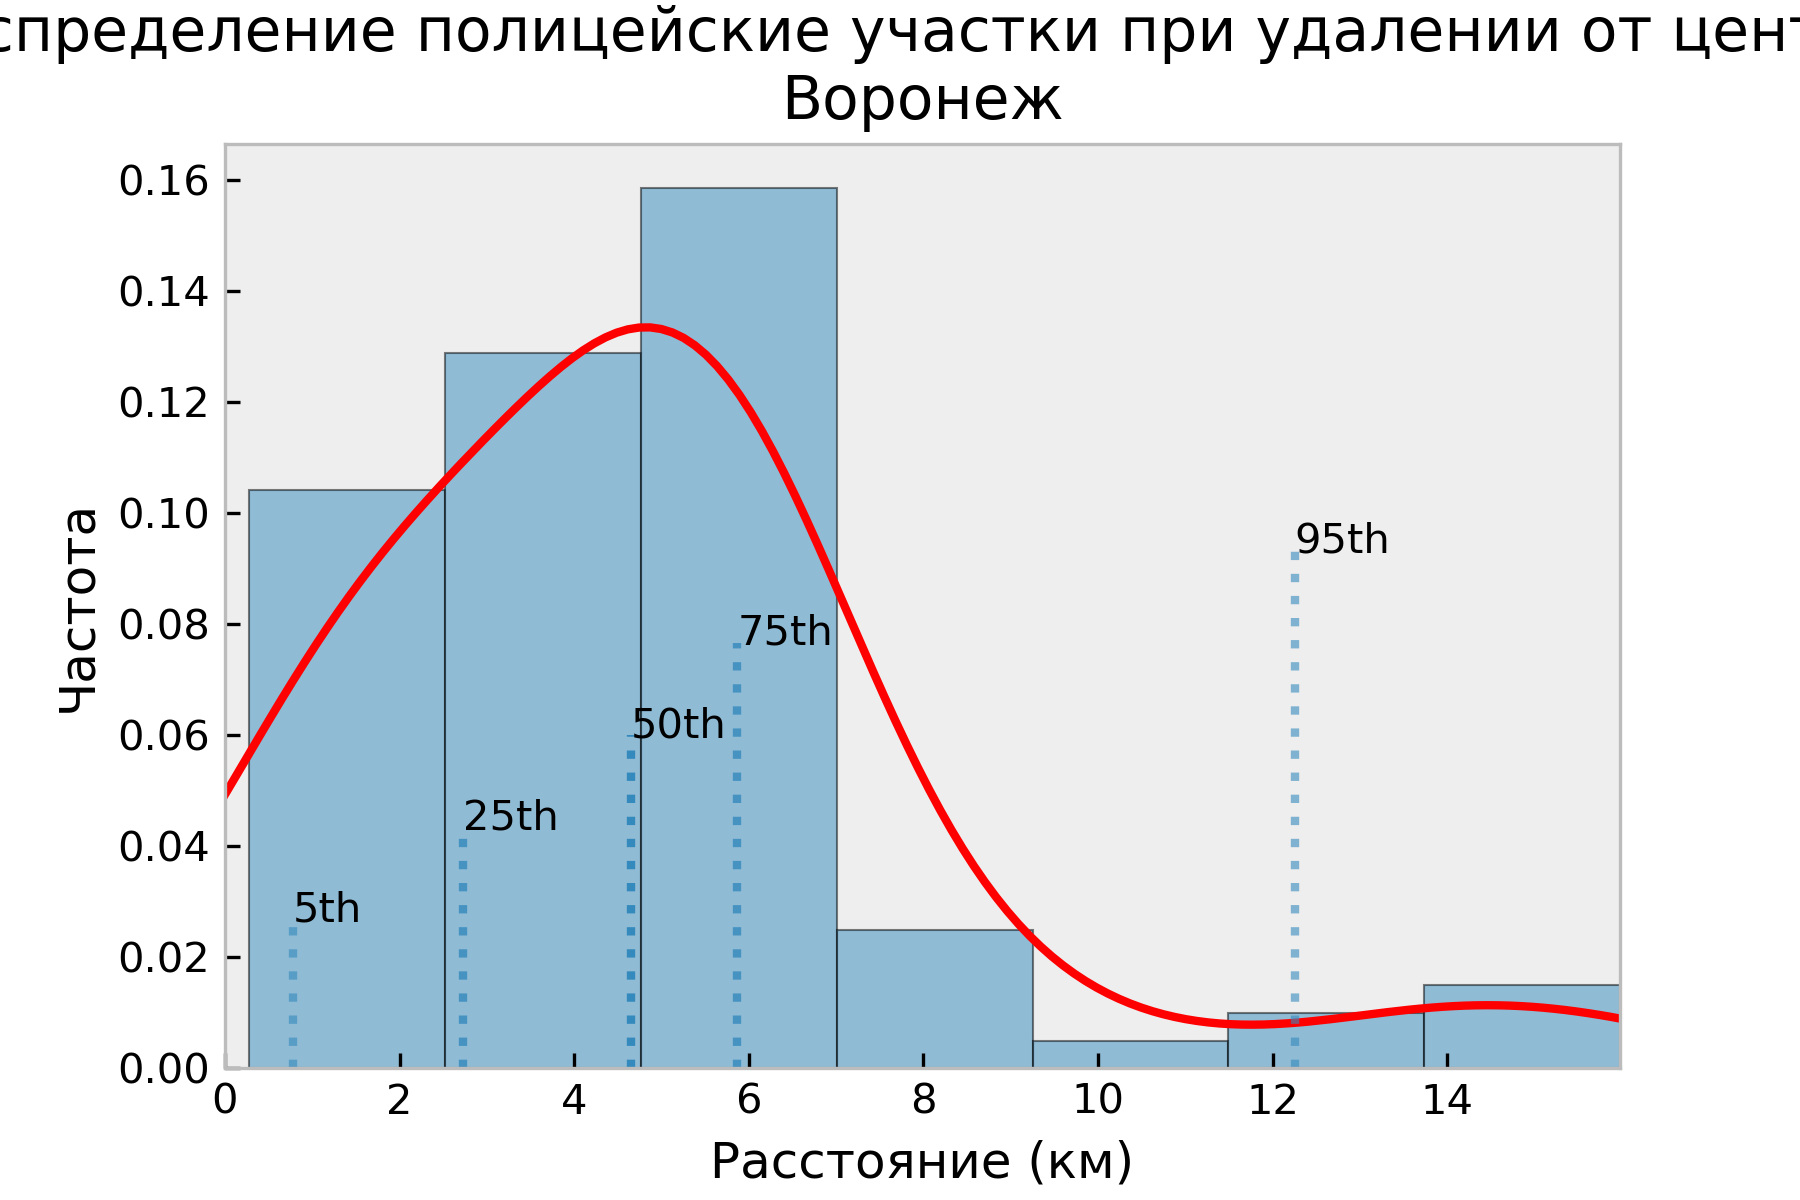 спределение полицейские участки при удалении от цент
Воронеж
0.16
0.14
0.12
0.10
0.08
0.06
0.04
0.02
0.00
Частота
95th
75th
50th
25th
5th
0 2 4 6 8 10 12 14
Расстояние (км)